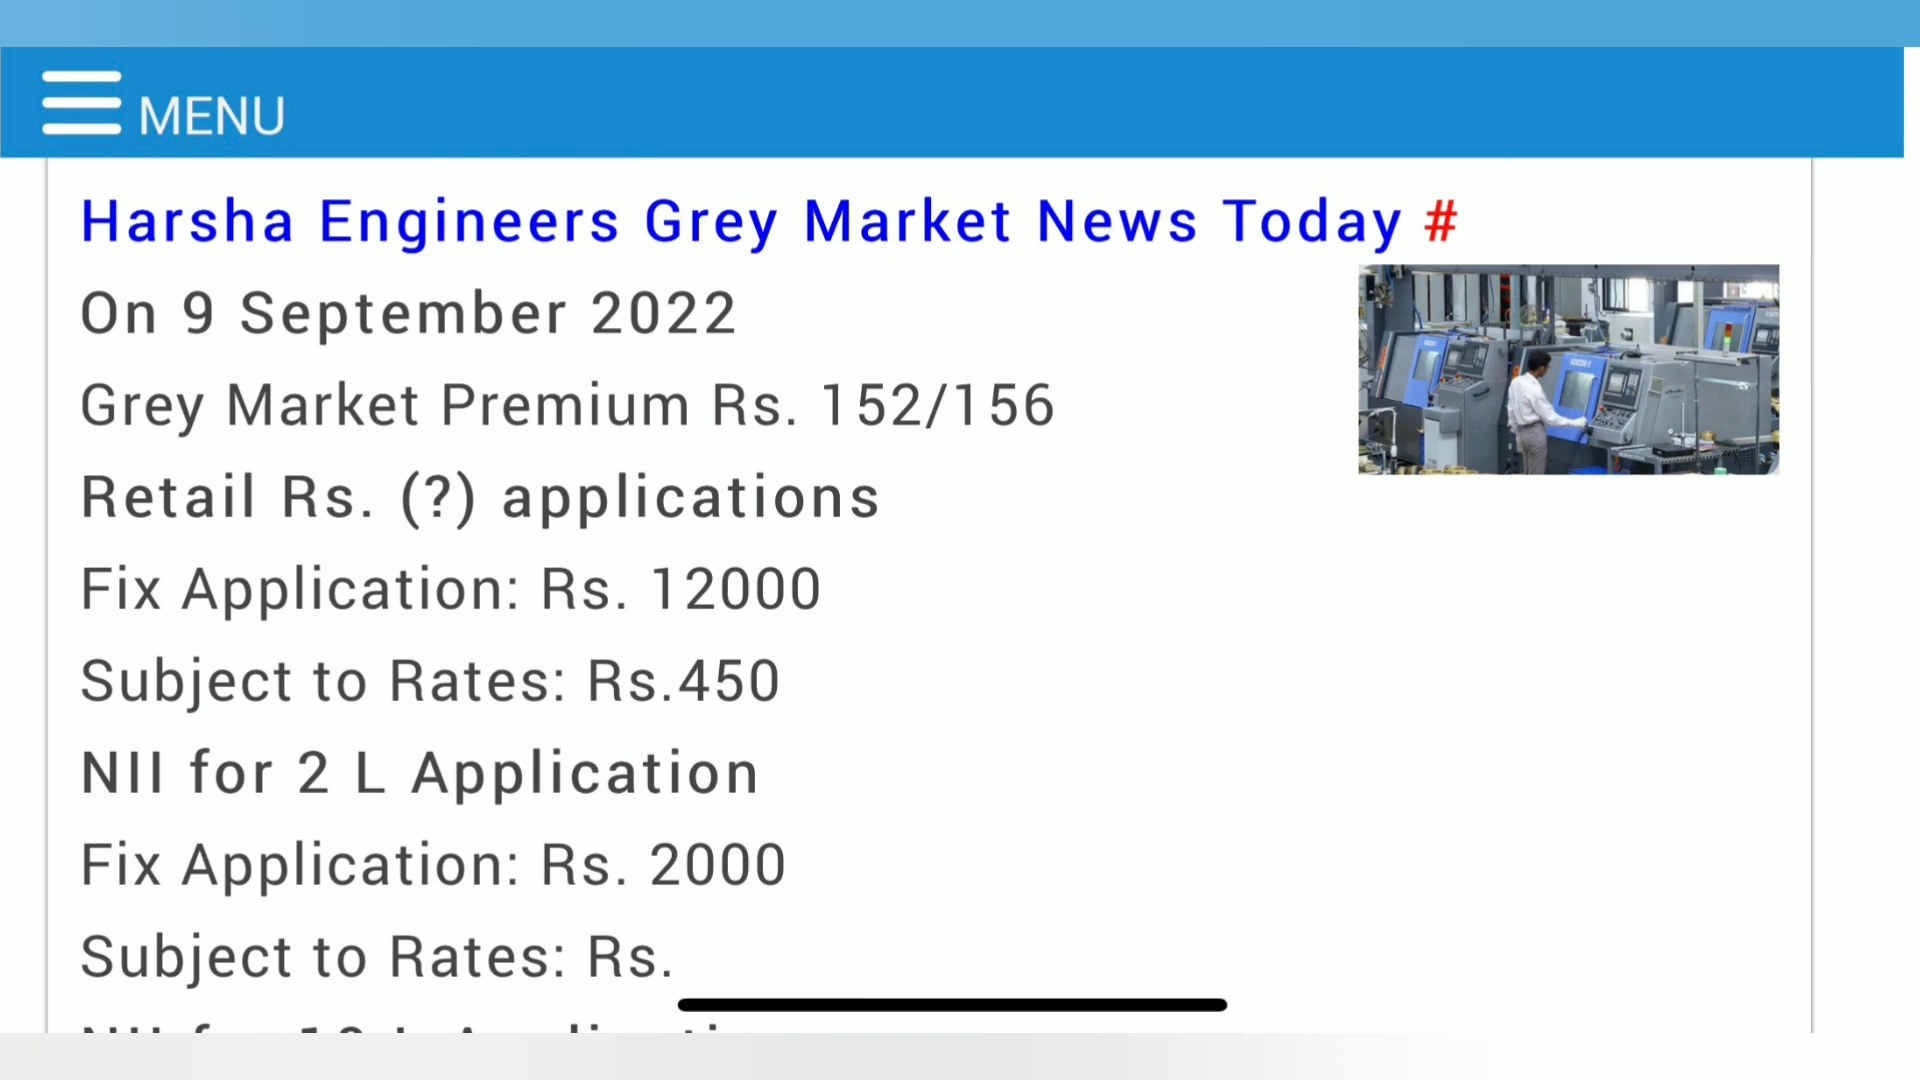 MENU
Harsha Engineers Grey Market News Today #
On 9 September 2022
Grey Market Premium Rs. 152/156
Retail Rs. (?) applications
Fix Application: Rs. 12000
Subject to Rates: Rs.450
NII for 2 L Application
Fix Application: Rs. 2000
Subject to Rates: Rs.